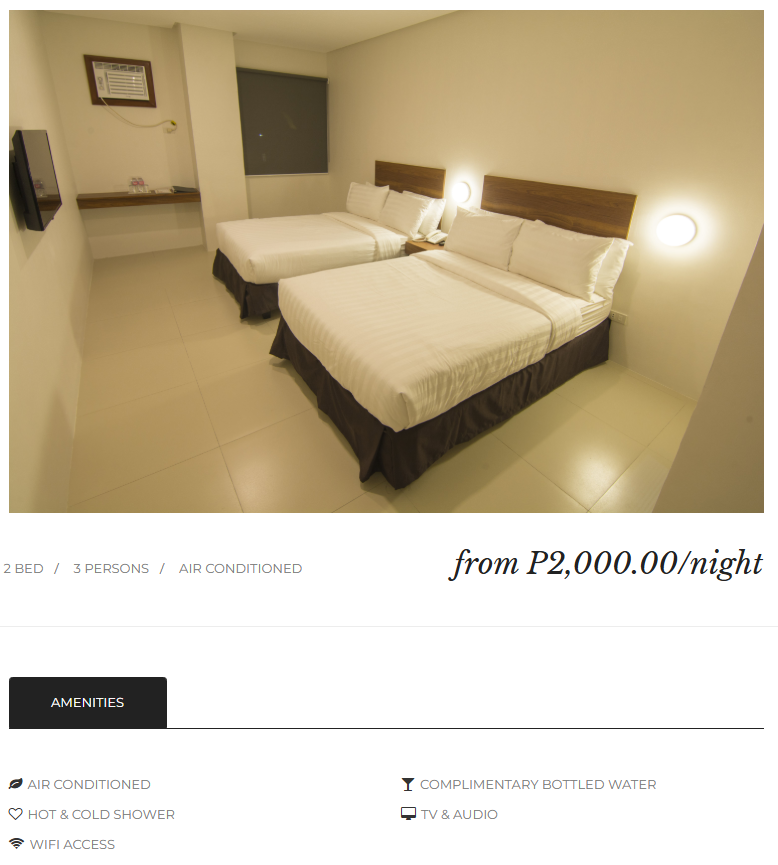 2 BED / 3 PERSONS / AIR CONDITIONED
from P2,000.00/night
AMENITIES
AIR CONDITIONED
COMPLIMENTARY BOTTLED WATER
HOT & COLD SHOWER
TV & AUDIO
WIFI ACCESS